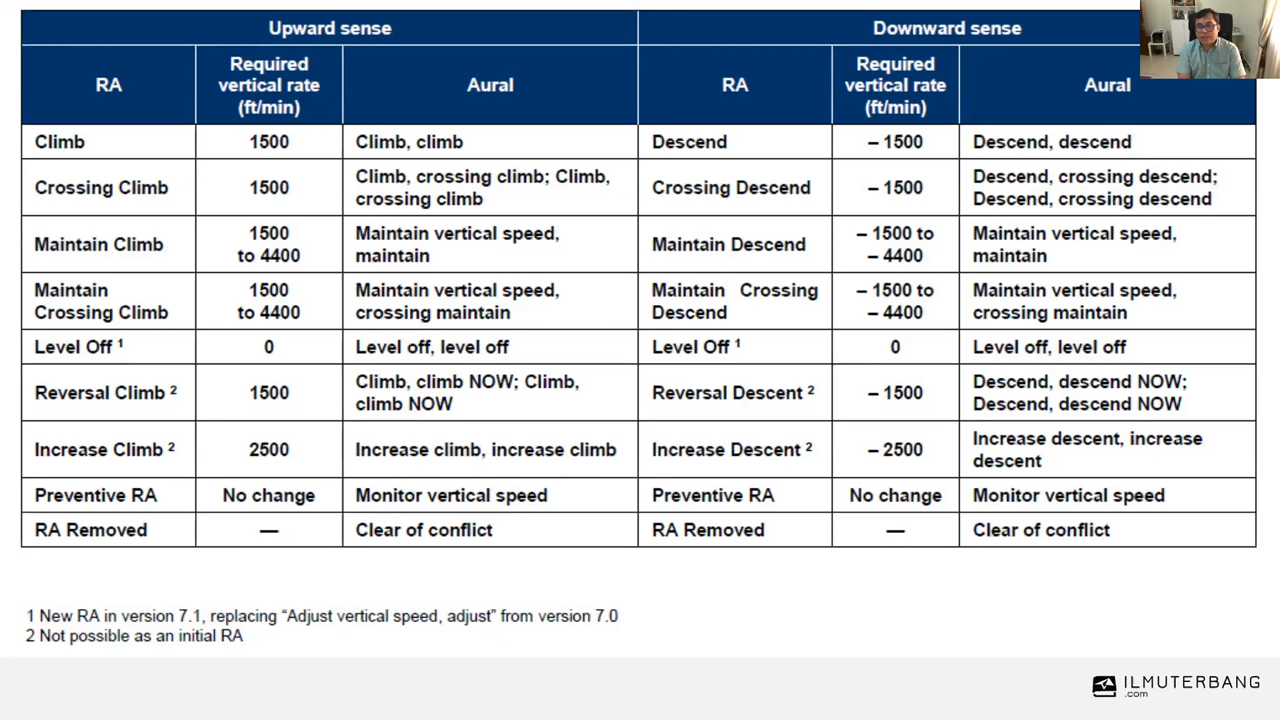 Upward sense
Downward sense
RA
Required
vertical rate
(ft/min)
Aural
RA
Required
vertical rate
(ft/min)
Aural
Climb
1500
Climb, climb
Descend
– 1500
Descend, descend
Crossing Climb
1500
Climb, crossing climb; Climb,
crossing climb
Crossing Descend
– 1500
Descend, crossing descend;
Descend, crossing descend
Maintain Climb
1500
to 4400
Maintain vertical speed,
maintain
Maintain Descend
– 1500 to
– 4400
Maintain vertical speed,
maintain
Maintain
Crossing Climb
1500
to 4400
Maintain vertical speed,
crossing maintain
Maintain Crossing
Descend
– 1500 to
– 4400
Maintain vertical speed,
crossing maintain
Level Off 1
0
Level off, level off
Level Off 1
0
Level off, level off
Reversal Climb 2
1500
Climb, climb NOW; Climb,
climb NOW
Reversal Descent 2
– 1500
Descend, descend NOW;
Descend, descend NOW
Increase Climb 2
2500
Increase climb, increase climb
Increase Descent 2
– 2500
Increase descent, increase
descent
Preventive RA
No change
Monitor vertical speed
Preventive RA
No change
Monitor vertical speed
RA Removed
—
Clear of conflict
RA Removed
—
Clear of conflict
1 New RA in version 7.1, replacing “Adjust vertical speed, adjust” from version 7.0
2 Not possible as an initial RA
ILMUTERBANG
.com